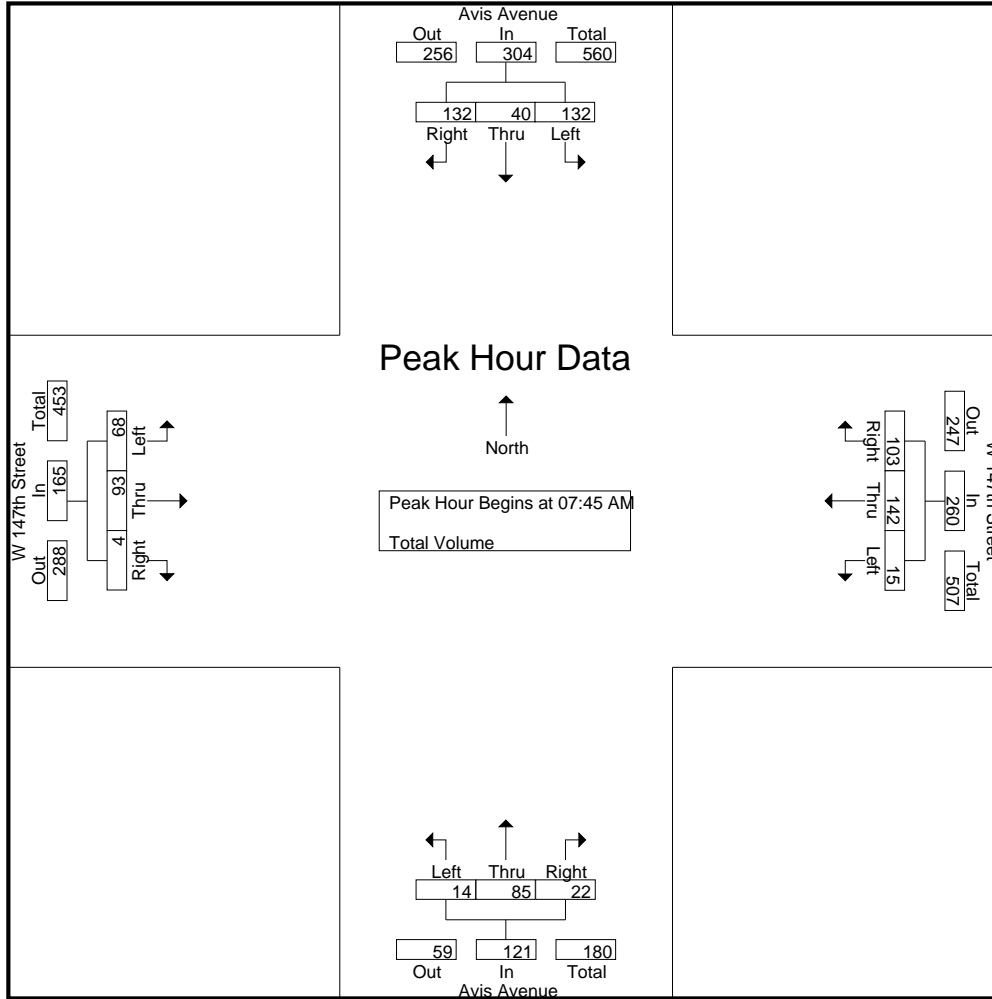 Avis Avenue
Out In Total
256 304 560
132 40 132
Right Thru Left
Peak Hour Data
North
Peak Hour Begins at 07:45 AM
Total Volume
W 147th Street
Total In Out
453 165 288
68 93 4
Left Thru Right
Right Thru Left
103 142 15
Out In Total
247 260 507
W 147th Street
Left Thru Right
14 85 22
59 121 180
Out In Total
Avis Avenue